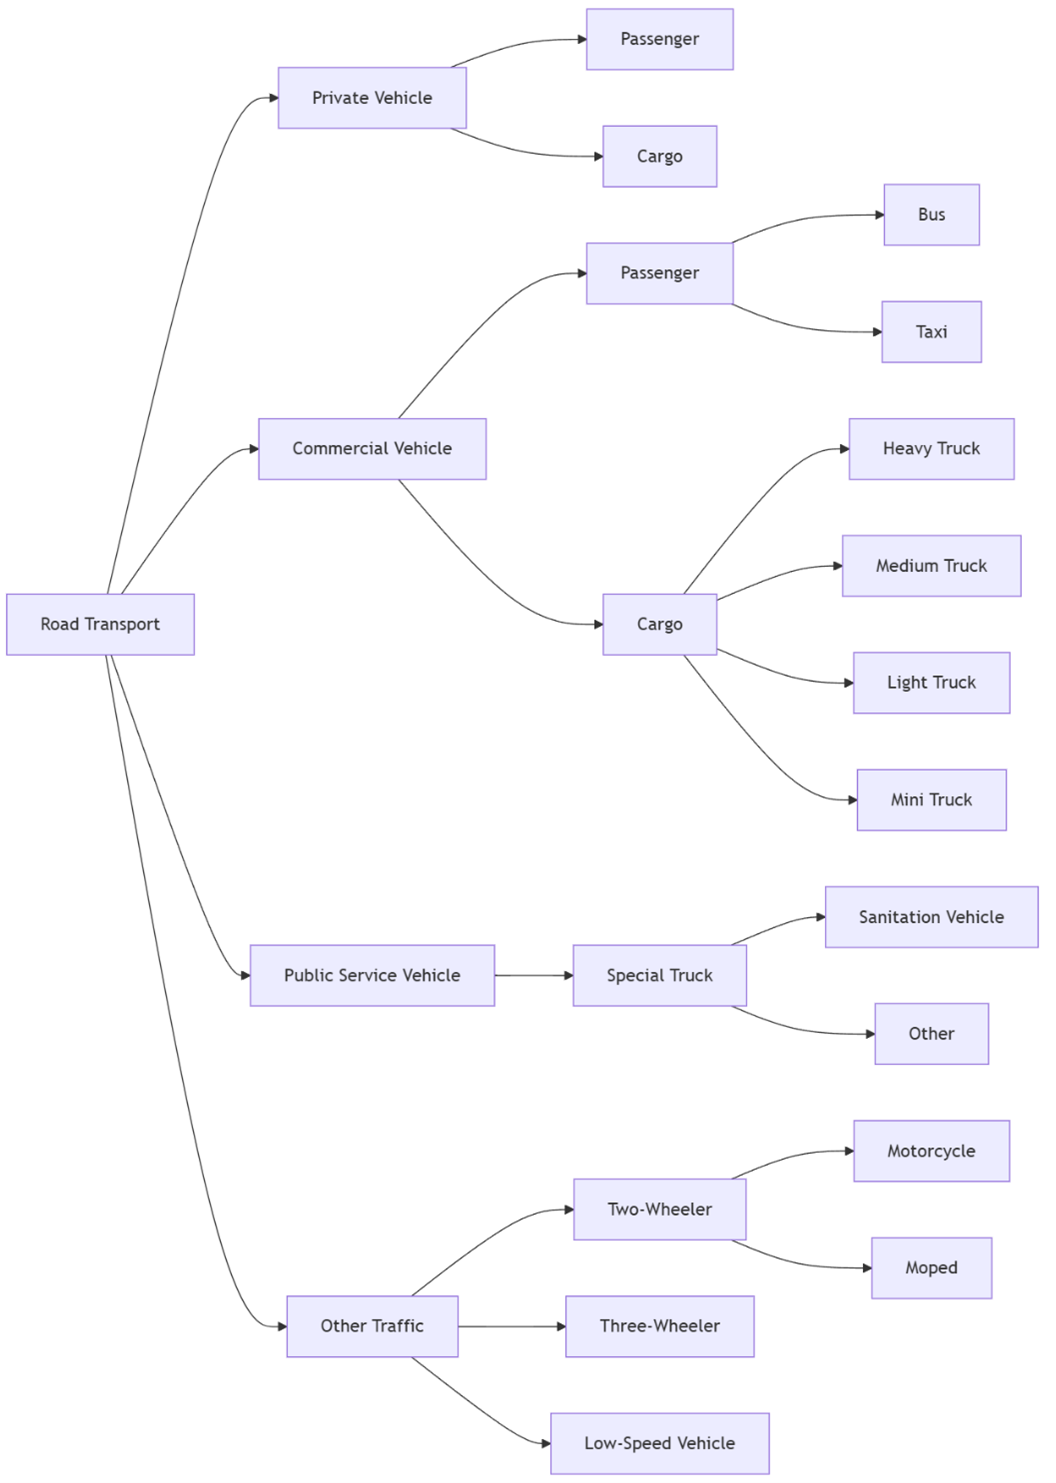 Passenger
Private Vehicle
Cargo
Bus
Passenger
Taxi
Commercial Vehicle
Heavy Truck
Medium Truck
Road Transport
Cargo
Light Truck
Mini Truck
Sanitation Vehicle
Public Service Vehicle
Special Truck
Other
Motorcycle
Two-Wheeler
Moped
Other Traffic
Three-Wheeler
Low-Speed Vehicle